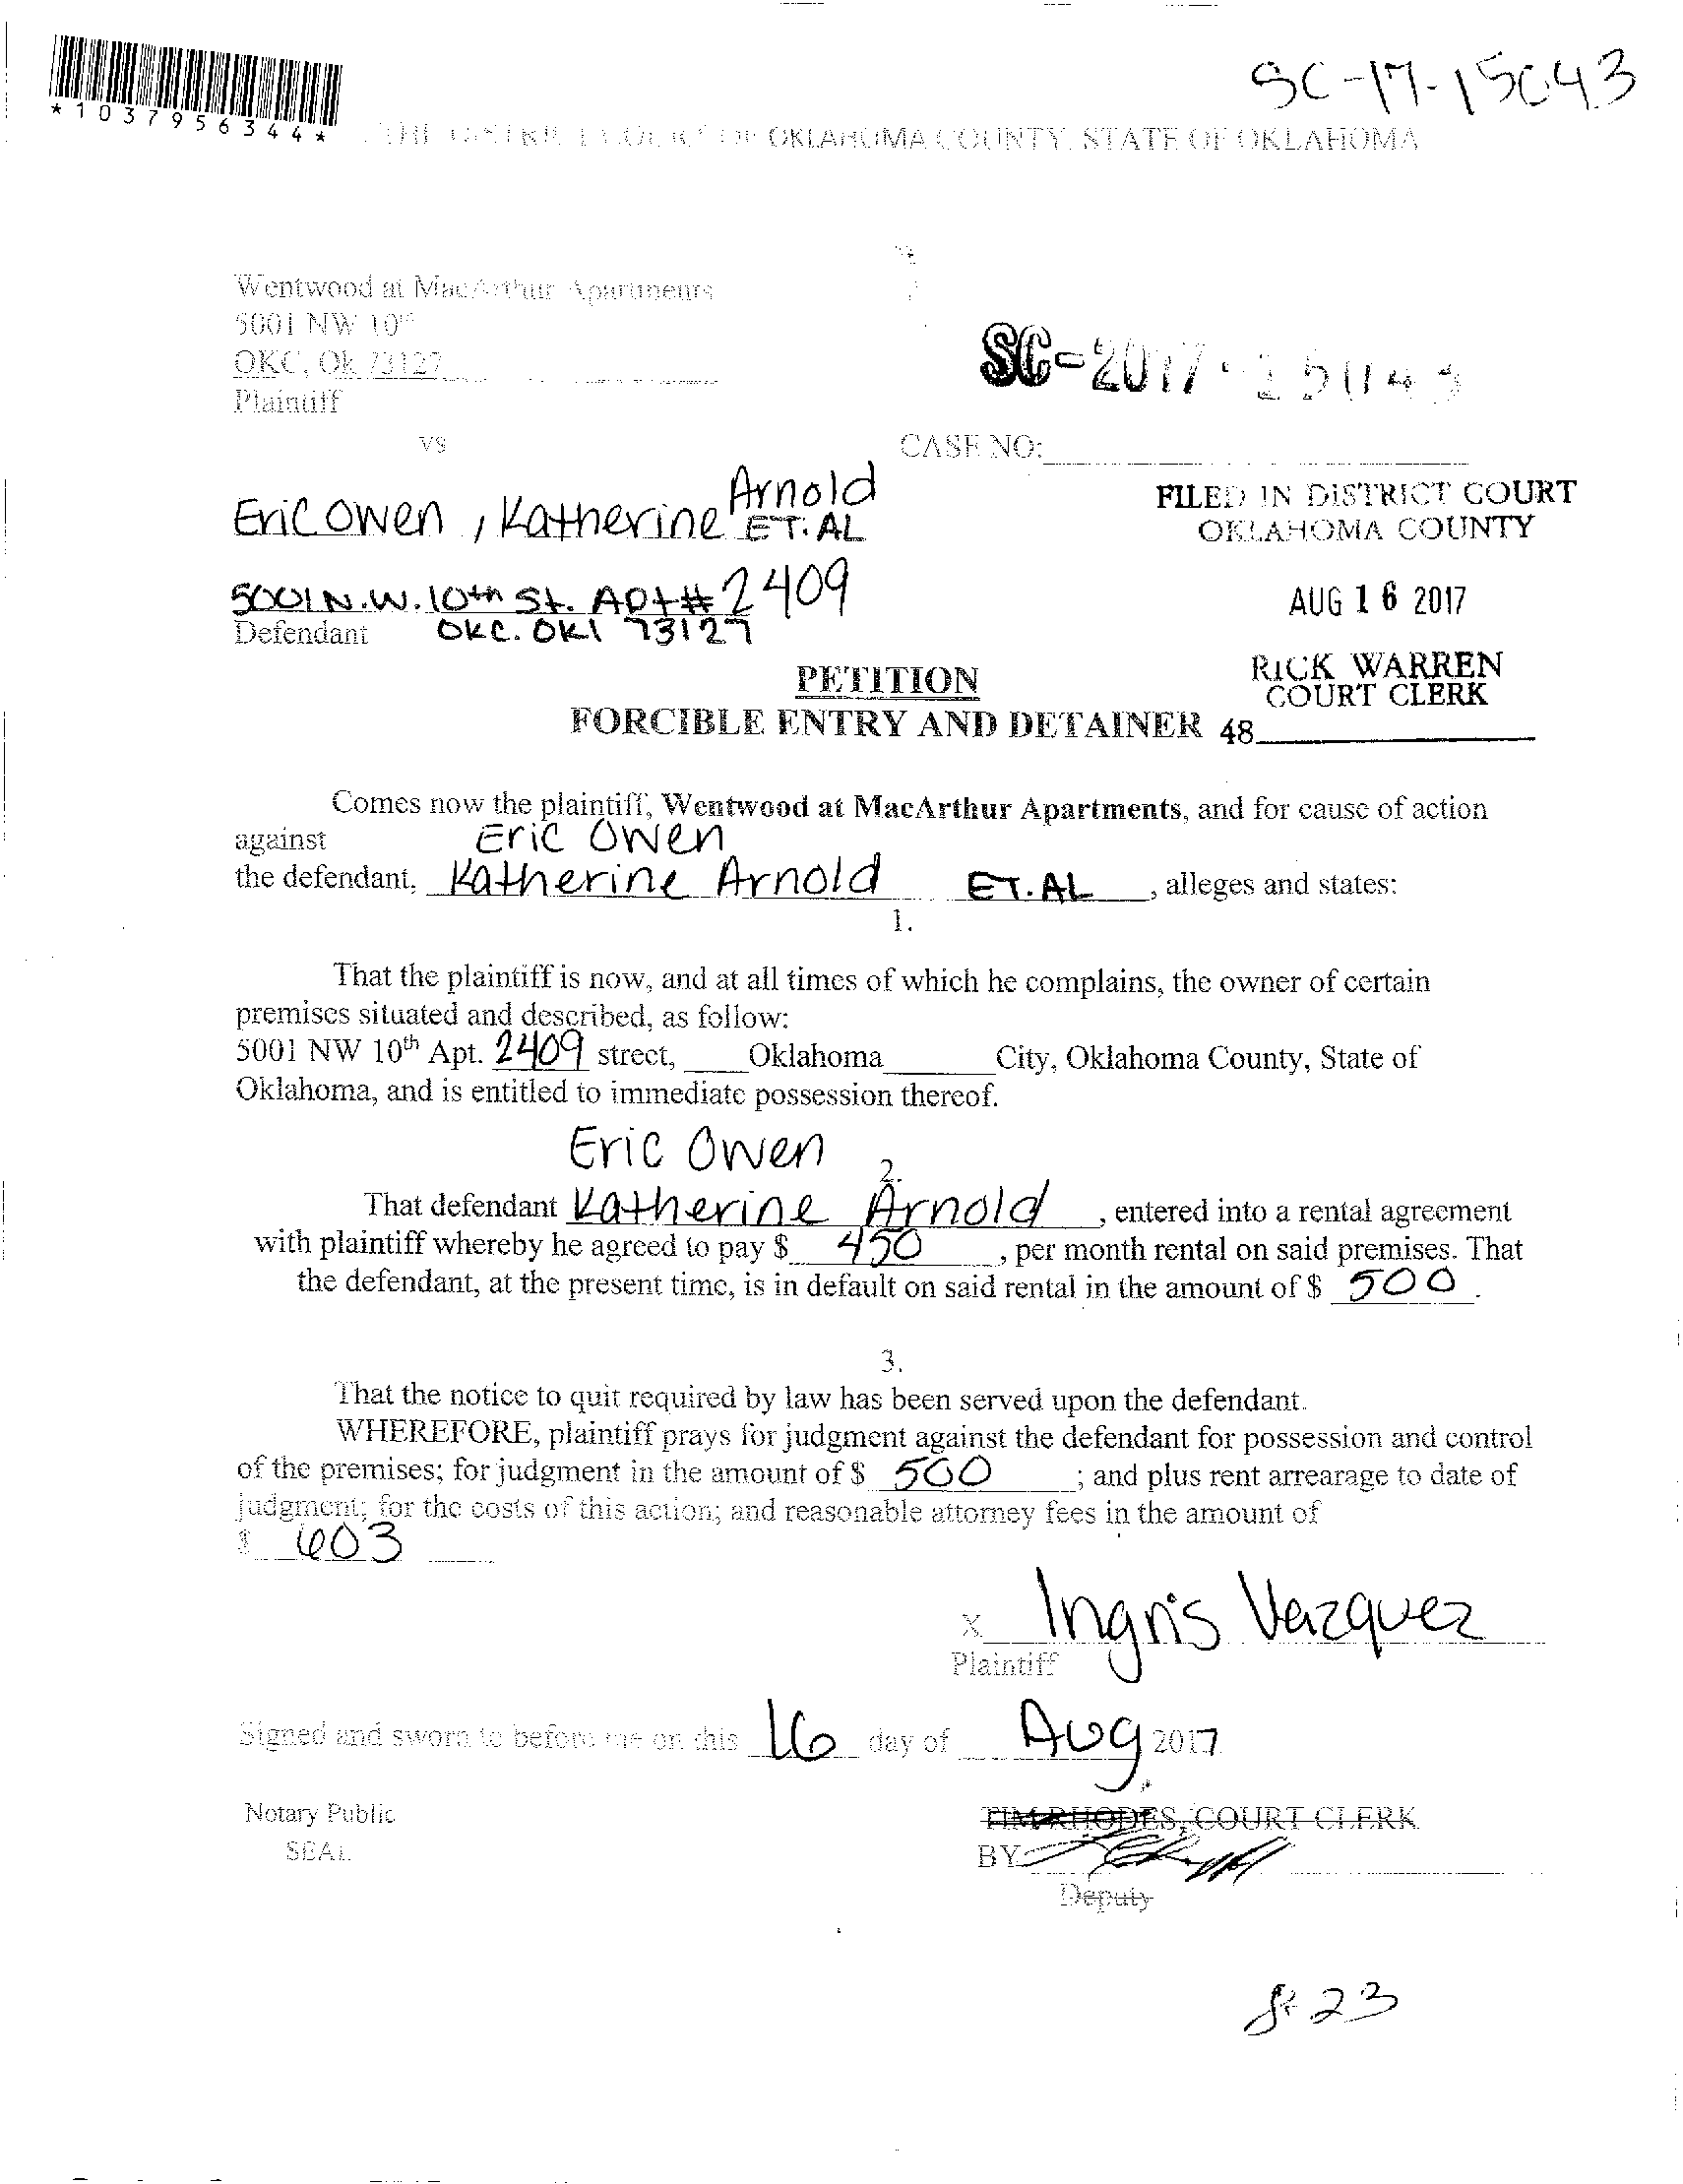 SC-17-15043
*1037956344*
THE DISTRICT COURT OF OKLAHOMA COUNTY, STATE OF OKLAHOMA
Wentwood at MacArthur Apartments
5001 NW 10th
OKC, Ok 73127
Plaintiff
SC-2017-15043
vs
CASE NO:
Eric Owen, Katherine Arnold
ET.AL
FILED IN DISTRICT COURT
OKLAHOMA COUNTY
5001 N.W. 10th St. Apt# 2409
AUG 16 2017
Defendant OKC. OKl 73127
RICK WARREN
COURT CLERK
PETITION
FORCIBLE ENTRY AND DETAINER 48
Comes now the plaintiff, Wentwood at MacArthur Apartments, and for cause of action
against Eric Owen
the defendant, Katherine Arnold ET.AL, alleges and states:
1.
That the plaintiff is now, and at all times of which he complains, the owner of certain
premises situated and described, as follow:
5001 NW 10th Apt. 2409 street, Oklahoma City, Oklahoma County, State of
Oklahoma, and is entitled to immediate possession thereof.
Eric Owen
2.
That defendant Katherine Arnold, entered into a rental agreement
with plaintiff whereby he agreed to pay $ 450, per month rental on said premises. That
the defendant, at the present time, is in default on said rental in the amount of $ 500.
3.
That the notice to quit required by law has been served upon the defendant.
WHEREFORE, plaintiff prays for judgment against the defendant for possession and control
of the premises; for judgment in the amount of $ 500; and plus rent arrearage to date of
judgment; for the costs of this action; and reasonable attorney fees in the amount of
$ 603
x Ingris Vazquez
Plaintiff
Signed and sworn to before me on this 16 day of Aug 2017
Notary Public
TIM RHODES, COURT CLERK
SEAL
BY
Deputy
8-23